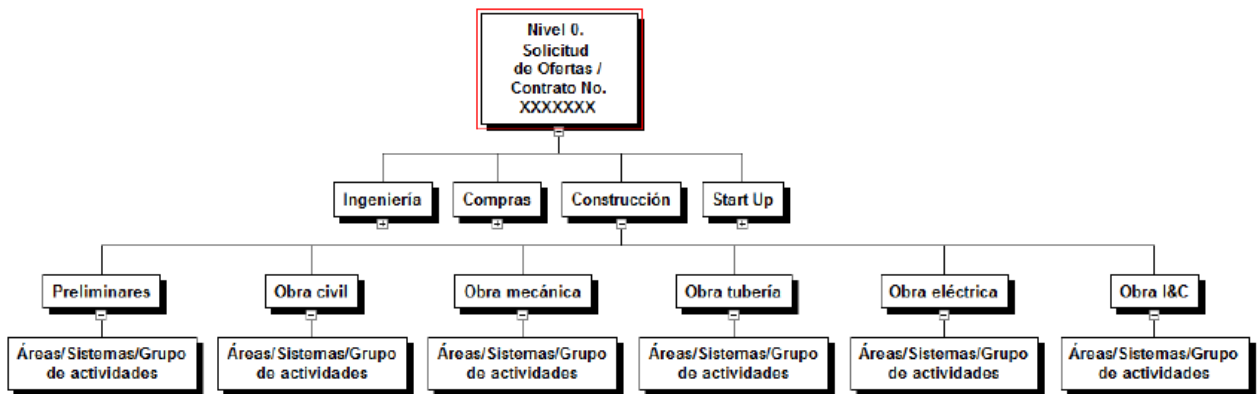 Nivel 0.
Solicitud
de Ofertas /
Contrato No.
XXXXXXX
Ingeniería
Compras
Construcción
Start Up
Preliminares
Obra civil
Obra mecánica
Obra tubería
Obra eléctrica
Obra I&C
Áreas/Sistemas/Grupo
de actividades
Áreas/Sistemas/Grupo
de actividades
Áreas/Sistemas/Grupo
de actividades
Áreas/Sistemas/Grupo
de actividades
Áreas/Sistemas/Grupo
de actividades
Áreas/Sistemas/Grupo
de actividades